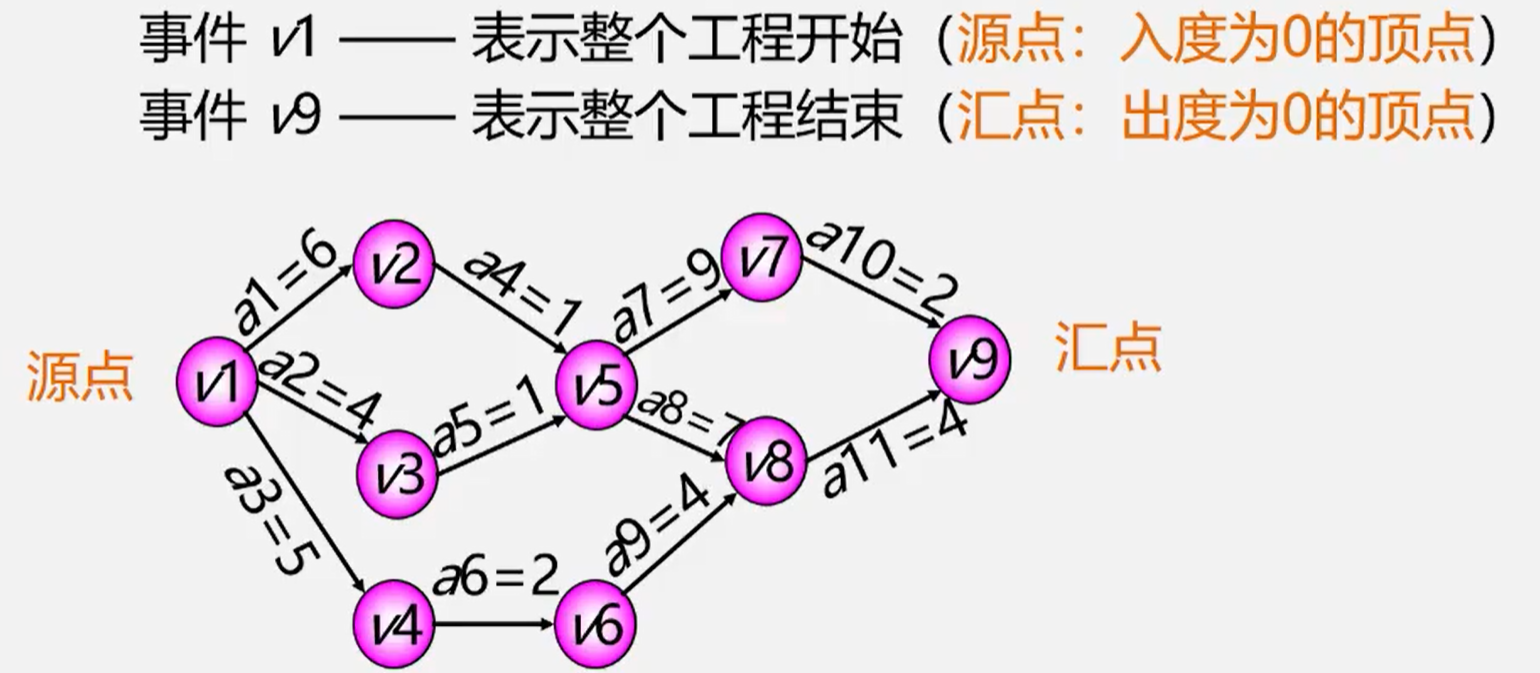 事件 v1 —— 表示整个工程开始（源点：入度为0的顶点）
事件 v9 —— 表示整个工程结束（汇点：出度为0的顶点）
v2
v7
a1=6
a4=1
a7=9
a10=2
源点
v1
a2=4
a5=1
v5
a8=7
v9
汇点
v3
v8
a11=4
a3=5
a6=2
a9=4
v4
v6